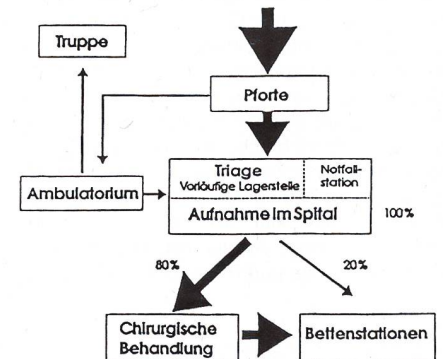 Truppe
Pforte
Triage
Vorläufige Lagerstelle
Notfall-
station
Ambulatorium
Aufnahme im Spital
100%
80%
20%
Chirurgische
Behandlung
Bettenstationen